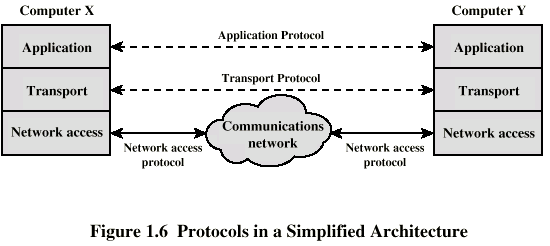 Computer X
Computer Y
Application
Application Protocol
Application
Transport
Transport Protocol
Transport
Network access
Communications
network
Network access
Network access
protocol
Network access
protocol
Figure 1.6 Protocols in a Simplified Architecture